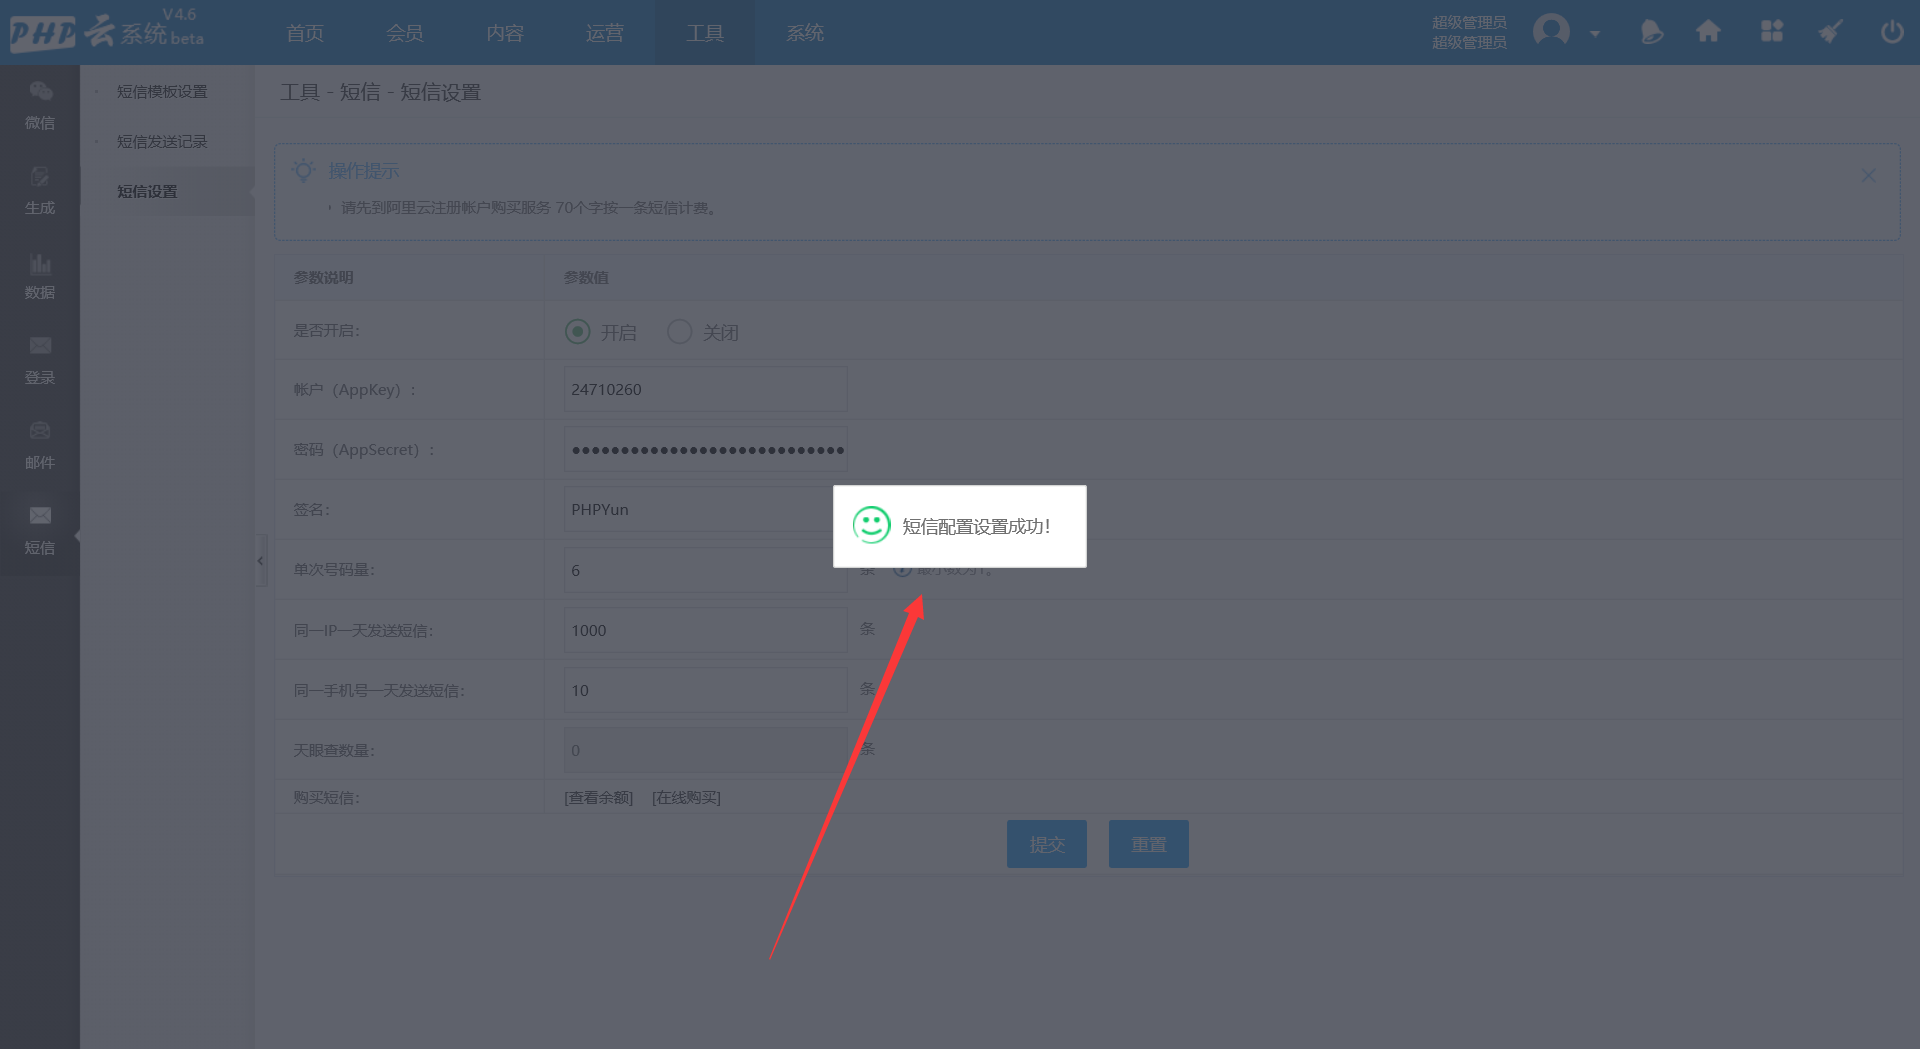 PHP云系统 V4.6 beta
首页 会员 内容 运营 工具 系统
超级管理员
超级管理员
微信
生成
数据
登录
邮件
短信
短信模板设置
短信发送记录
短信设置
工具 - 短信 - 短信设置
操作提示
请先到阿里云注册帐户购买服务 70个字按一条短信计费。
参数说明 参数值
是否开启： 开启 关闭
帐户（AppKey）： 24710260
密码（AppSecret）： ●●●●●●●●●●●●●●●●●●●●●●●●●●●●
签名： PHPYun
短信配置设置成功！
单次号码量： 6 条 最小数为1。
同一IP一天发送短信： 1000 条
同一手机号一天发送短信： 10 条
天眼查数量： 0 条
购买短信： [查看余额] [在线购买]
提交 重置